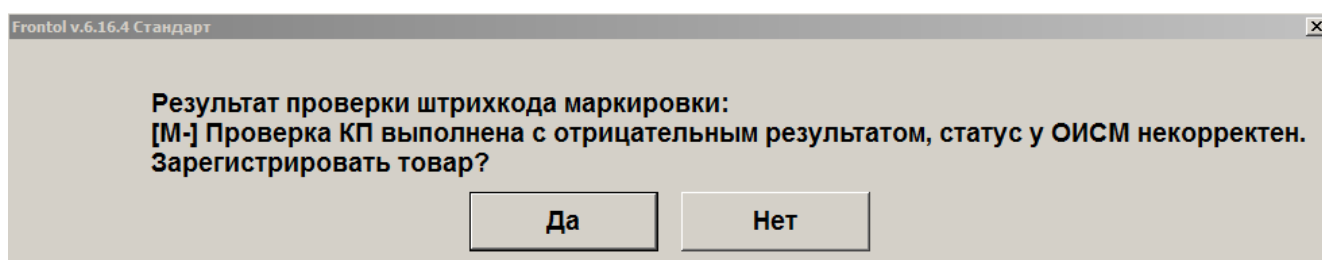 Frontol v.6.16.4 Стандарт
Результат проверки штрихкода маркировки:
[М-] Проверка КП выполнена с отрицательным результатом, статус у ОИСМ некорректен.
Зарегистрировать товар?
Да
Нет